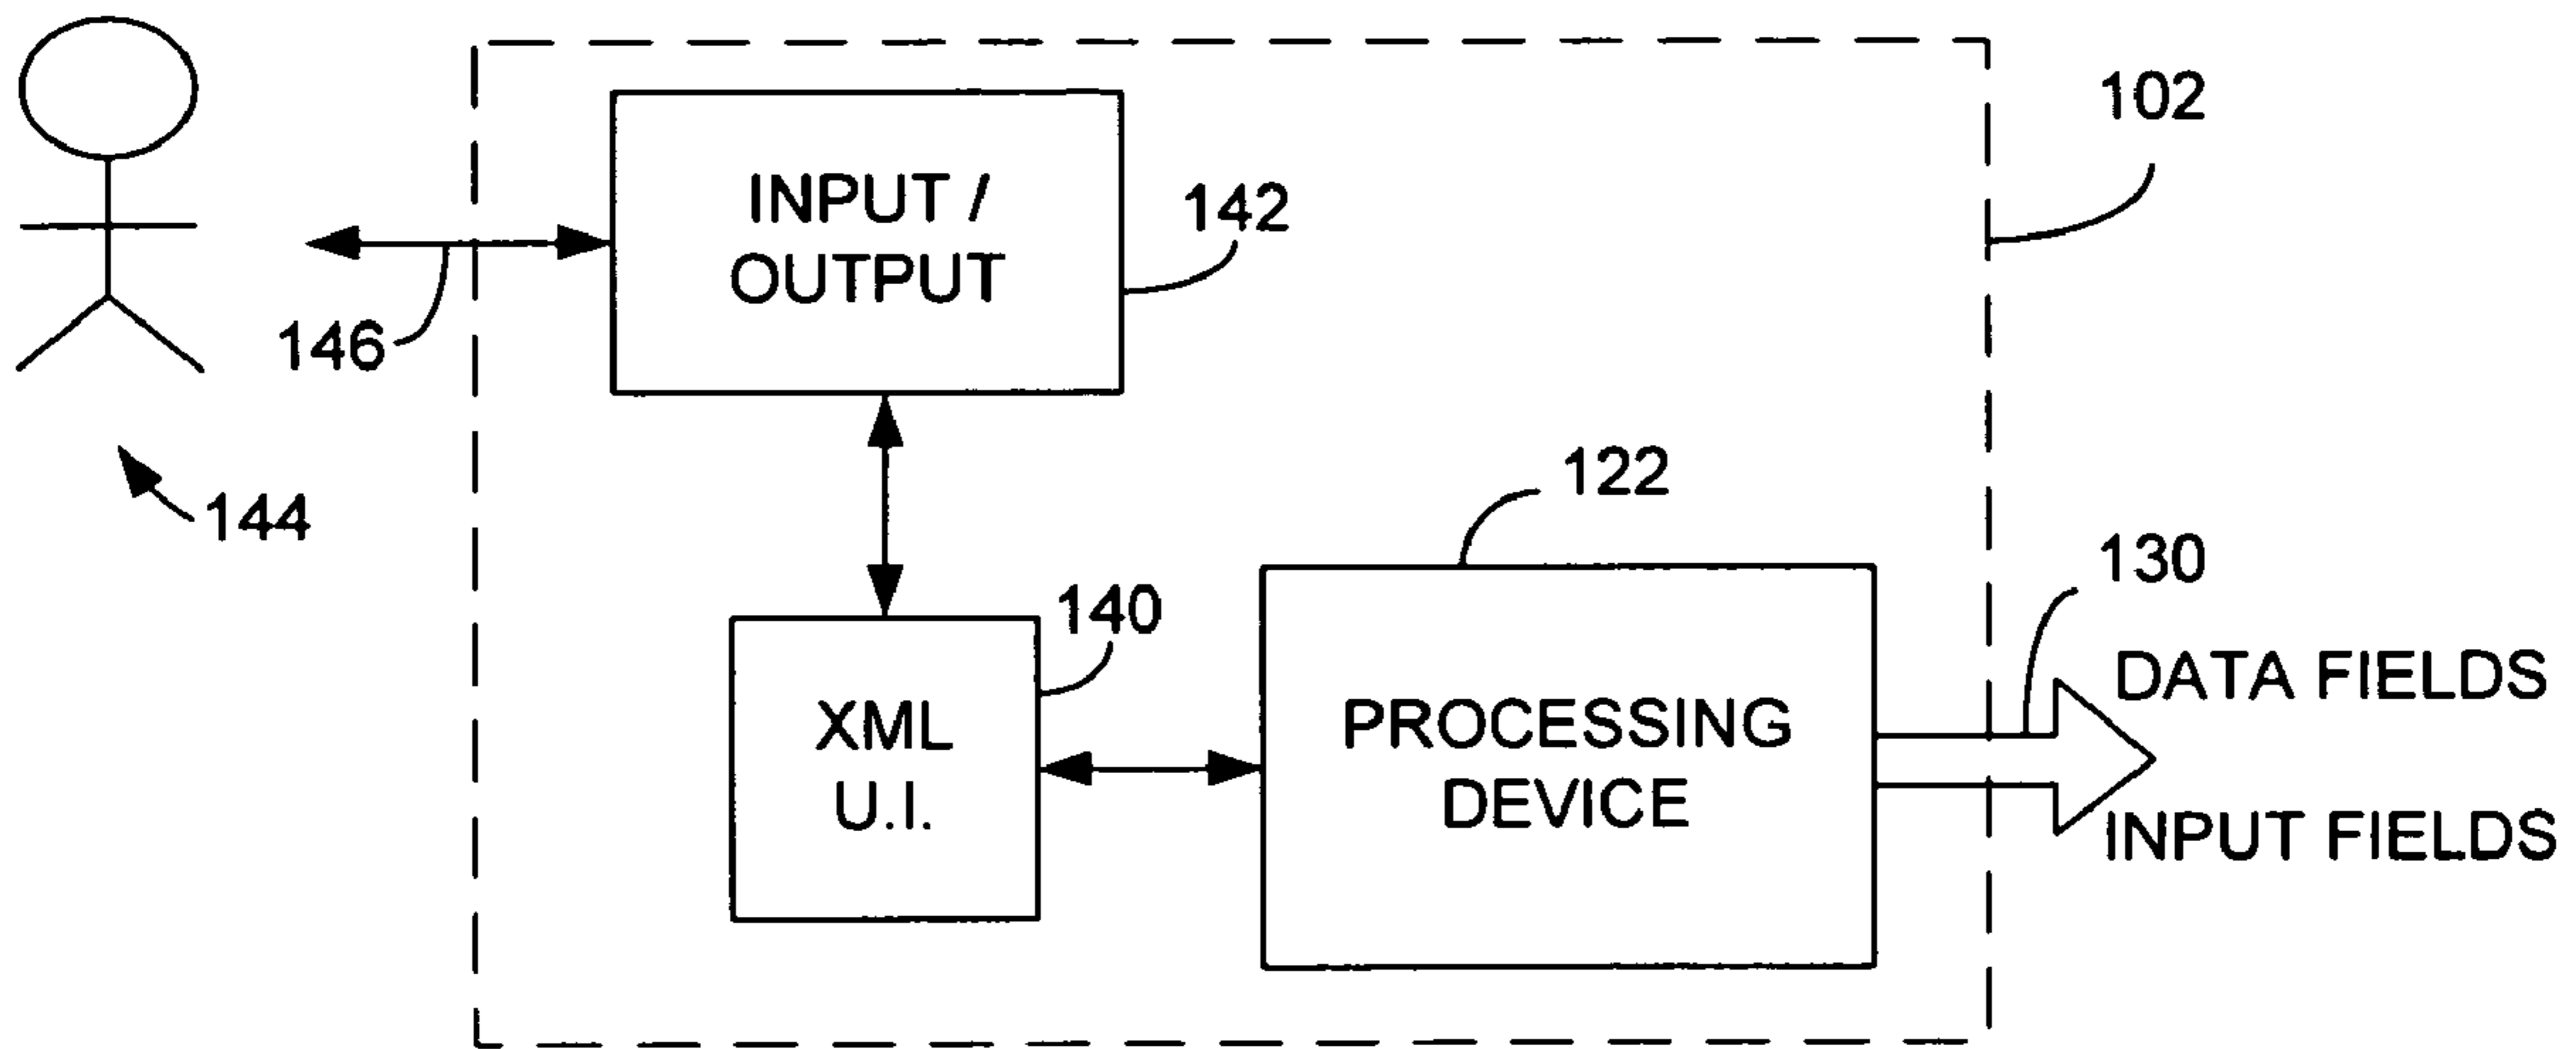 102
INPUT /
OUTPUT
142
146
144
122
130
140
DATA FIELDS
XML
U.I.
PROCESSING
DEVICE
INPUT FIELDS